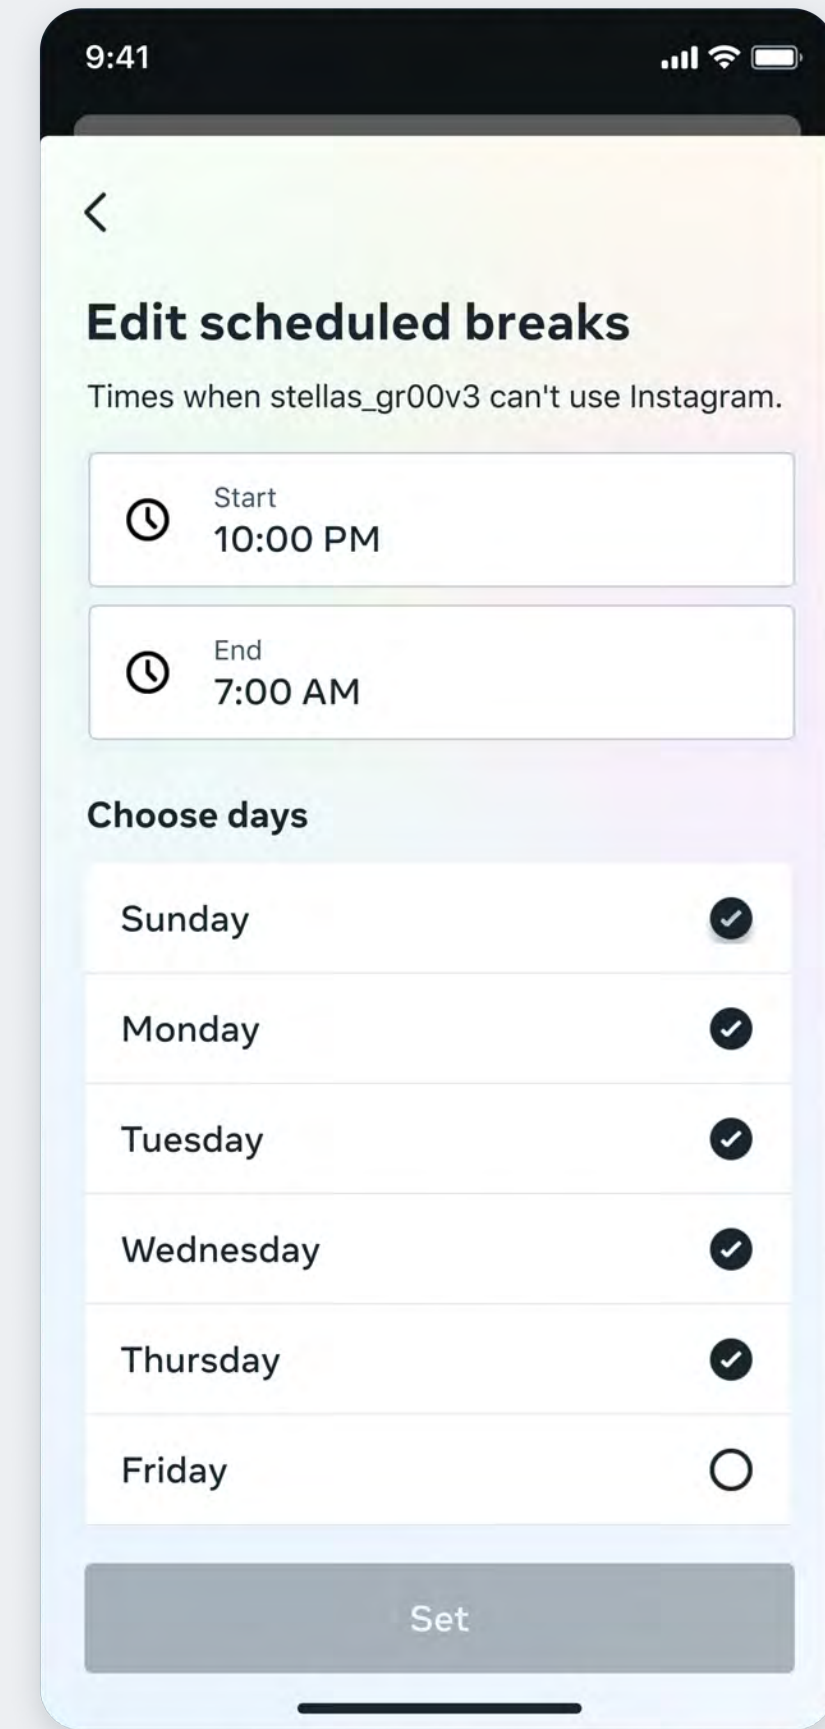 9:41
Edit scheduled breaks
Times when stellas_gr00v3 can't use Instagram.
Start
10:00 PM
End
7:00 AM
Choose days
Sunday
Monday
Tuesday
Wednesday
Thursday
Friday
Set